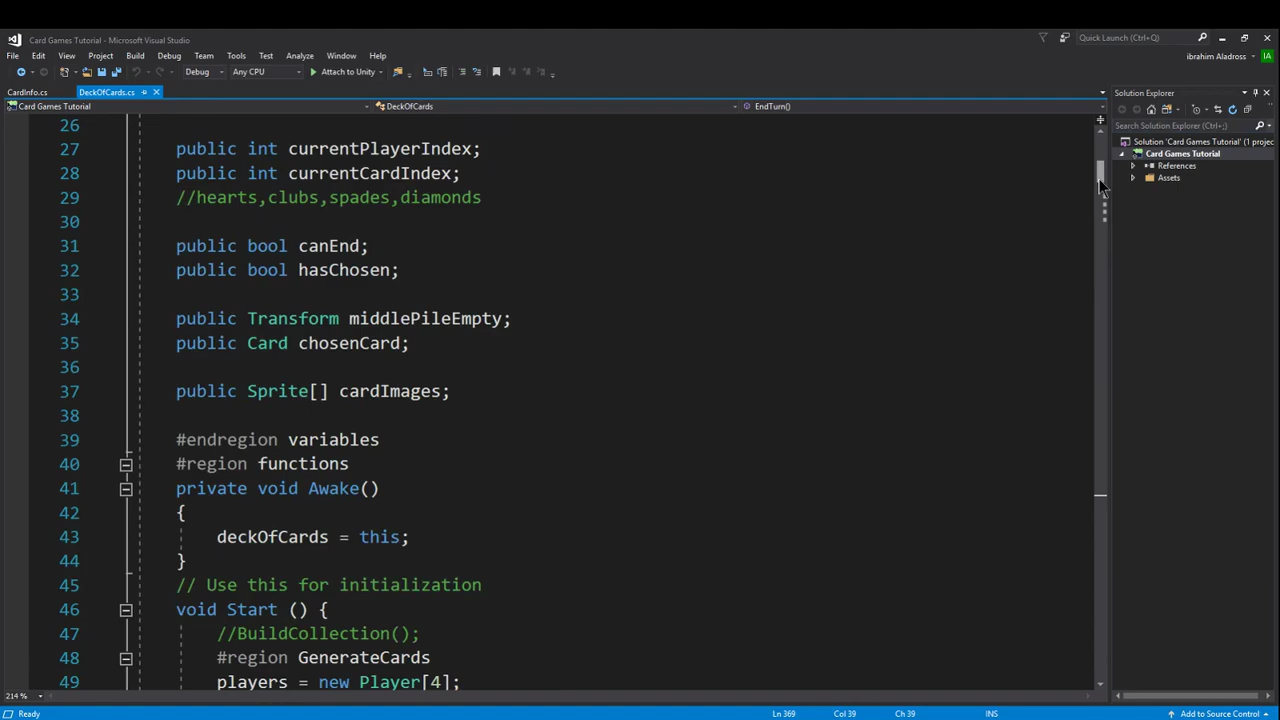 Card Games Tutorial - Microsoft Visual Studio
Quick Launch (Ctrl+Q)
File Edit View Project Build Debug Team Tools Test Analyze Window Help
ibrahim Aladross IA
Debug Any CPU Attach to Unity
CardInfo.cs DeckOfCards.cs
Solution Explorer
Card Games Tutorial DeckOfCards EndTurn()
Search Solution Explorer (Ctrl+;)
Solution 'Card Games Tutorial' (1 projec
Card Games Tutorial
References
Assets
26
27 public int currentPlayerIndex;
28 public int currentCardIndex;
29 //hearts,clubs,spades,diamonds
30
31 public bool canEnd;
32 public bool hasChosen;
33
34 public Transform middlePileEmpty;
35 public Card chosenCard;
36
37 public Sprite[] cardImages;
38
39 #endregion variables
40 #region functions
41 private void Awake()
42 {
43 deckOfCards = this;
44 }
45 // Use this for initialization
46 void Start () {
47 //BuildCollection();
48 #region GenerateCards
49 players = new Player[4];
214 %
Ready Ln 369 Col 39 Ch 39 INS Add to Source Control